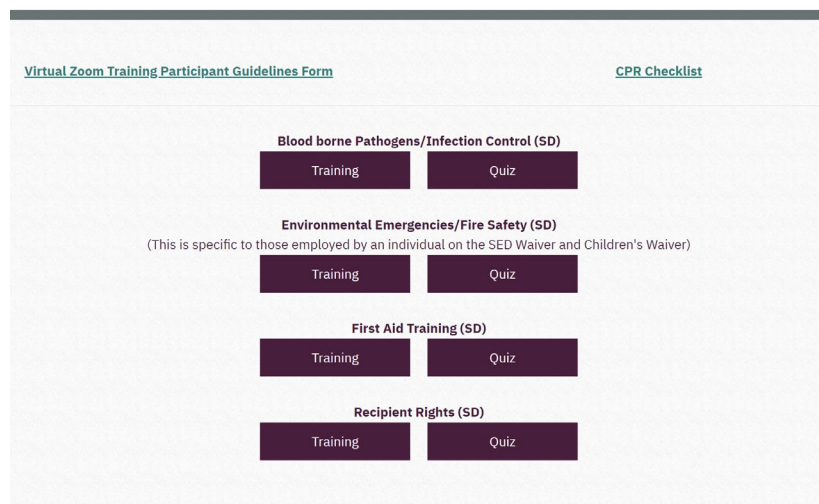 Virtual Zoom Training Participant Guidelines Form
CPR Checklist
Blood borne Pathogens/Infection Control (SD)
Training
Quiz
Environmental Emergencies/Fire Safety (SD)
(This is specific to those employed by an individual on the SED Waiver and Children's Waiver)
Training
Quiz
First Aid Training (SD)
Training
Quiz
Recipient Rights (SD)
Training
Quiz